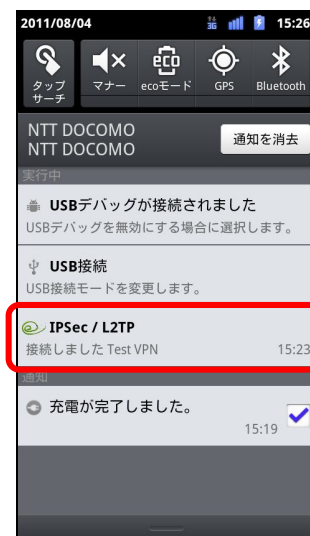 2011/08/04 3G 15:26
タップサーチ マナー ecoモード GPS Bluetooth
NTT DOCOMO
NTT DOCOMO
通知を消去
実行中
USBデバッグが接続されました
USBデバッグを無効にする場合に選択します。
USB接続
USB接続モードを変更します。
IPSec / L2TP
接続しました Test VPN 15:23
通知
充電が完了しました。
15:19